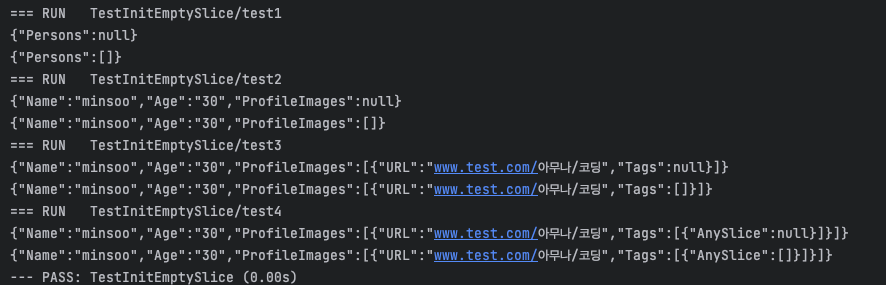 === RUN   TestInitEmptySlice/test1
{"Persons":null}
{"Persons":[]}
=== RUN   TestInitEmptySlice/test2
{"Name":"minsoo","Age":"30","ProfileImages":null}
{"Name":"minsoo","Age":"30","ProfileImages":[]}
=== RUN   TestInitEmptySlice/test3
{"Name":"minsoo","Age":"30","ProfileImages":[{"URL":"www.test.com/아무나/코딩","Tags":null}]}
{"Name":"minsoo","Age":"30","ProfileImages":[{"URL":"www.test.com/아무나/코딩","Tags":[]}]}
=== RUN   TestInitEmptySlice/test4
{"Name":"minsoo","Age":"30","ProfileImages":[{"URL":"www.test.com/아무나/코딩","Tags":[{"AnySlice":null}]}]}
{"Name":"minsoo","Age":"30","ProfileImages":[{"URL":"www.test.com/아무나/코딩","Tags":[{"AnySlice":[]}]}]}
--- PASS: TestInitEmptySlice (0.00s)